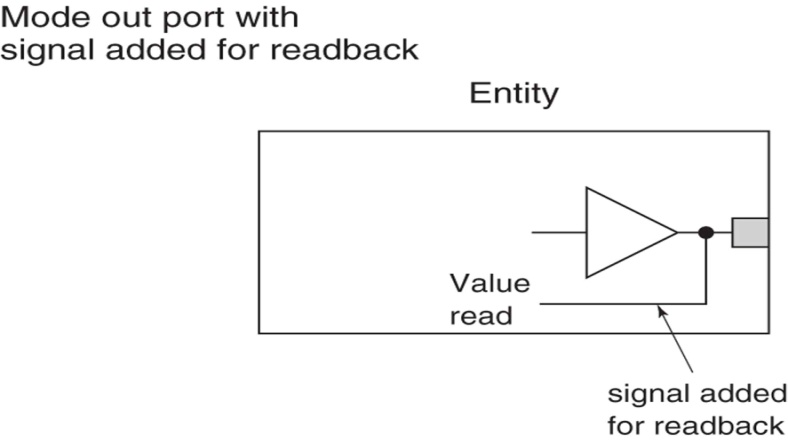 Mode out port with
signal added for readback
Entity
Value
read
signal added
for readback